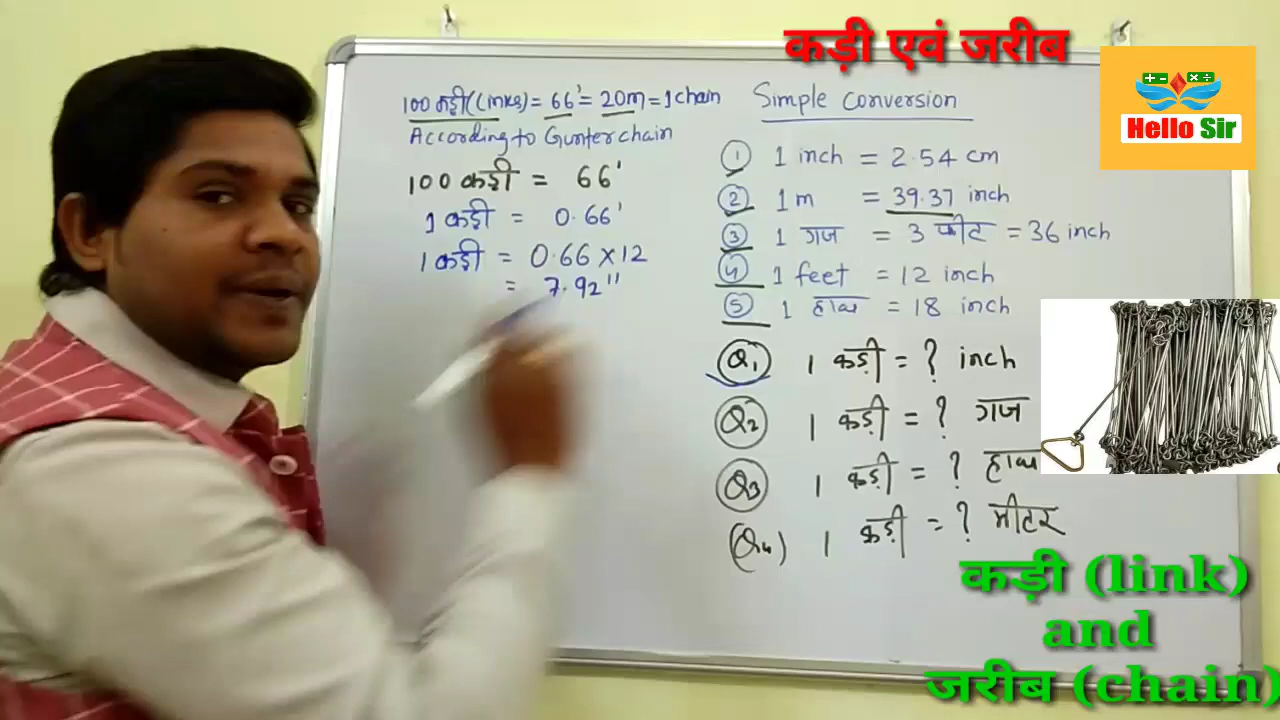 कड़ी एवं जरीब
Hello Sir
100 कड़ी (Links) = 66' = 20m = 1 chain
According to Gunter chain
100 कड़ी = 66'
1 कड़ी = 0.66'
1 कड़ी = 0.66 × 12
= 7.92"
Simple Conversion
① 1 inch = 2.54 cm
② 1 m = 39.37 inch
③ 1 गज = 3 फीट = 36 inch
④ 1 feet = 12 inch
⑤ 1 हाथ = 18 inch
Q1 1 कड़ी = ? inch
Q2 1 कड़ी = ? गज
Q3 1 कड़ी = ? हाथ
(Q4) 1 कड़ी = ? मीटर
कड़ी (link)
and
जरीब (chain)